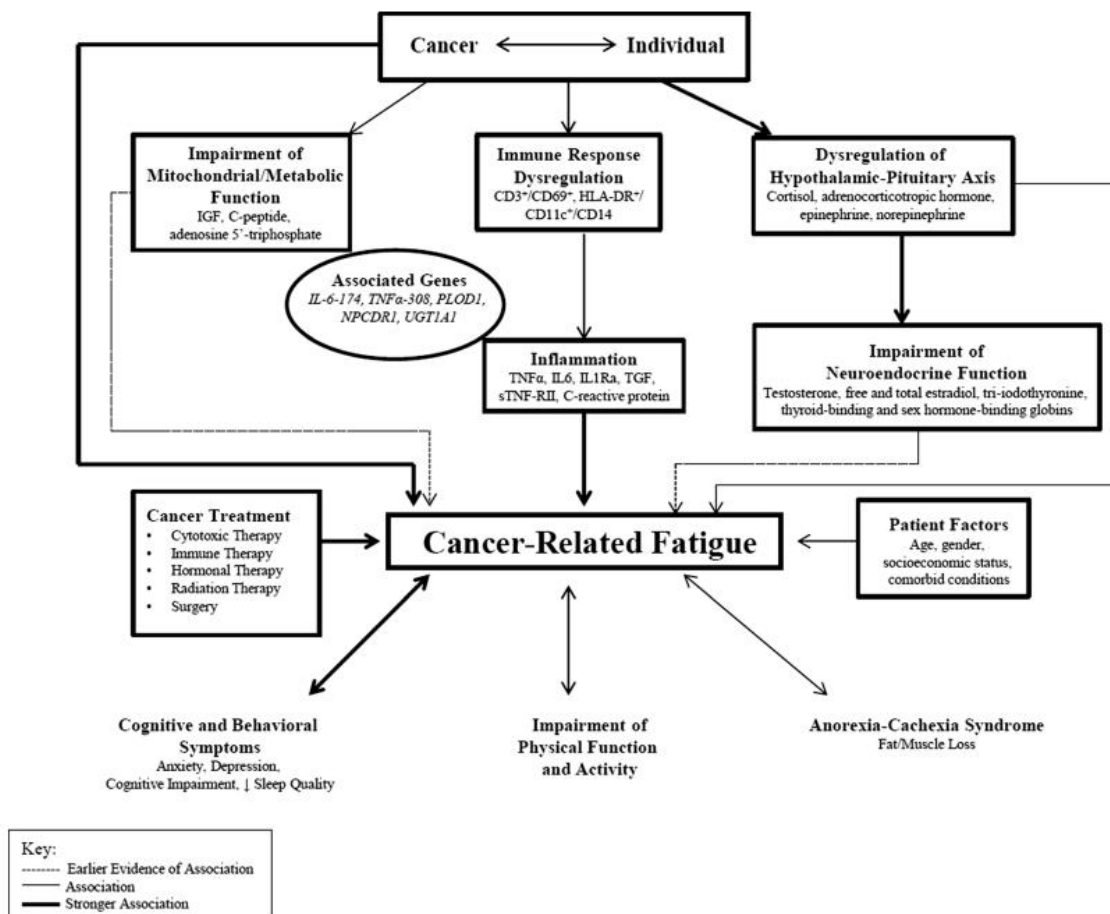 Cancer Individual
Impairment of
Mitochondrial/Metabolic
Function
IGF, C-peptide,
adenosine 5’-triphosphate
Immune Response
Dysregulation
CD3⁺/CD69⁺, HLA-DR⁺/
CD11c⁺/CD14
Dysregulation of
Hypothalamic-Pituitary Axis
Cortisol, adrenocorticotropic hormone,
epinephrine, norepinephrine
Associated Genes
IL-6-174, TNFα-308, PLOD1,
NPCDR1, UGT1A1
Inflammation
TNFα, IL6, IL1Ra, TGF,
sTNF-RII, C-reactive protein
Impairment of
Neuroendocrine Function
Testosterone, free and total estradiol, tri-iodothyronine,
thyroid-binding and sex hormone-binding globins
Cancer Treatment
• Cytotoxic Therapy
• Immune Therapy
• Hormonal Therapy
• Radiation Therapy
• Surgery
Cancer-Related Fatigue
Patient Factors
Age, gender,
socioeconomic status,
comorbid conditions
Cognitive and Behavioral
Symptoms
Anxiety, Depression,
Cognitive Impairment, ↓ Sleep Quality
Impairment of
Physical Function
and Activity
Anorexia-Cachexia Syndrome
Fat/Muscle Loss
Key:
Earlier Evidence of Association
Association
Stronger Association